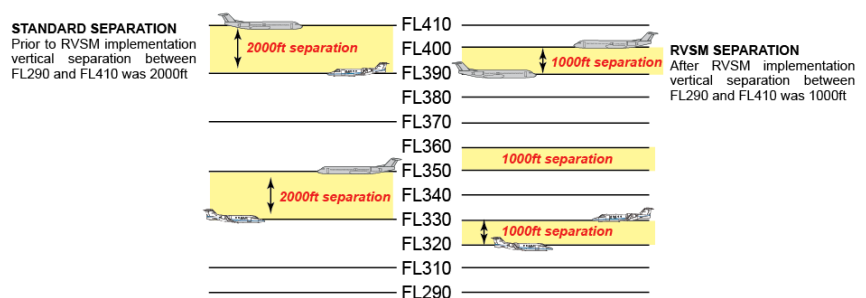 STANDARD SEPARATION
Prior to RVSM implementation
vertical separation between
FL290 and FL410 was 2000ft
2000ft separation
2000ft separation
FL410
FL400
FL390
FL380
FL370
FL360
FL350
FL340
FL330
FL320
FL310
FL290
1000ft separation
1000ft separation
1000ft separation
RVSM SEPARATION
After RVSM implementation
vertical separation between
FL290 and FL410 was 1000ft